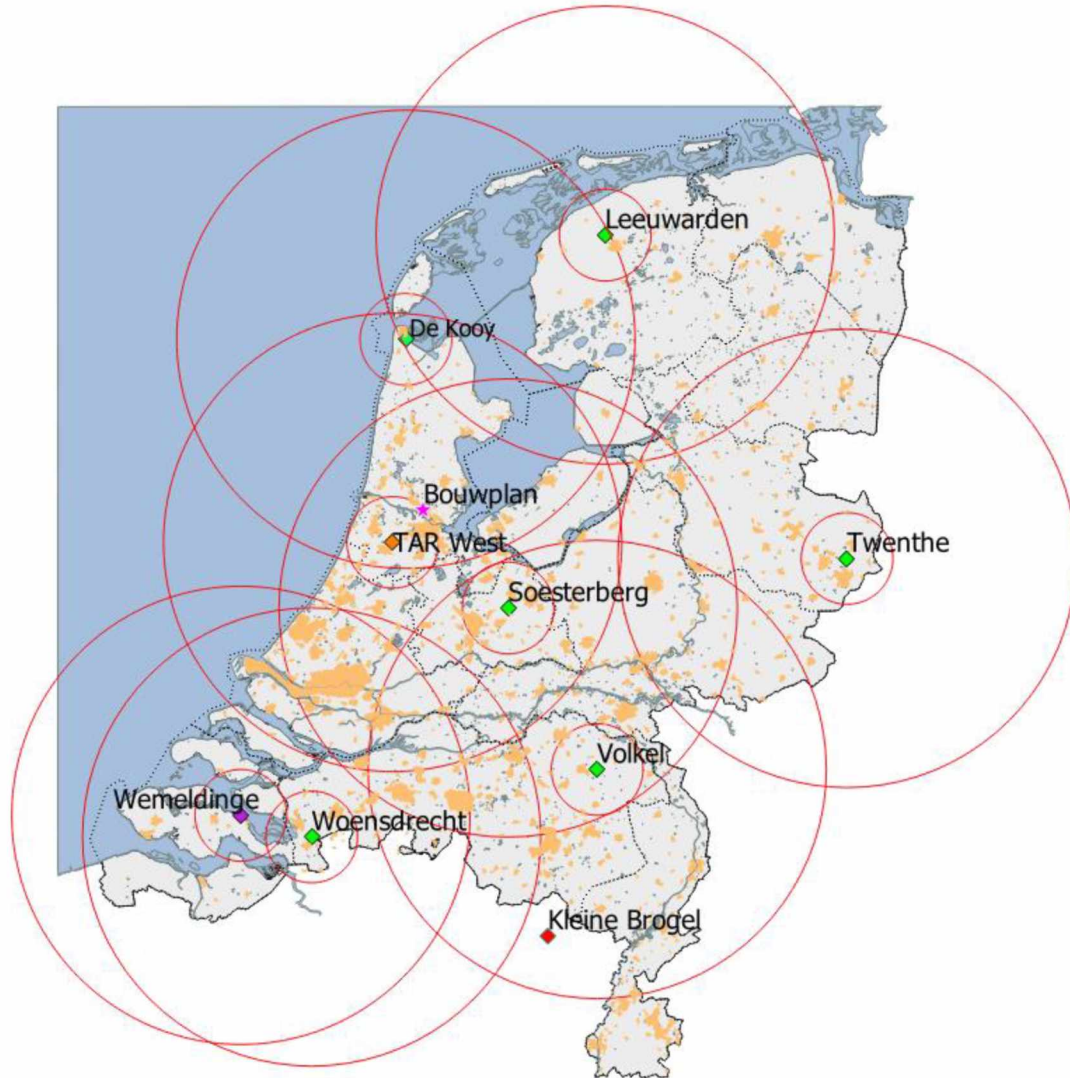 Leeuwarden
De Kooy
Bouwplan
TAR West
Twenthe
Soesterberg
Volkel
Wemeldinge
Woensdrecht
Kleine Brogel